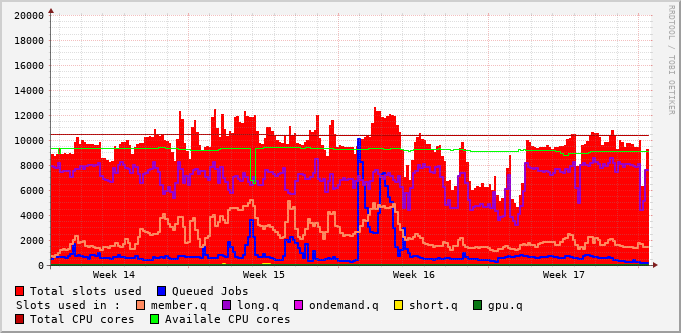 RRDTOOL / TOBI OETIKER
20000
18000
16000
14000
12000
10000
8000
6000
4000
2000
0
Week 14 Week 15 Week 16 Week 17
Total slots used Queued Jobs
Slots used in : member.q long.q ondemand.q short.q gpu.q
Total CPU cores Availale CPU cores